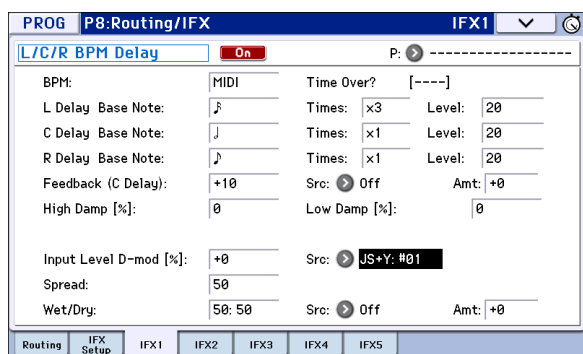 PROG P8:Routing/IFX IFX1
L/C/R BPM Delay On P: ------------------
BPM: MIDI Time Over? [----]
L Delay Base Note: Times: x3 Level: 20
C Delay Base Note: Times: x1 Level: 20
R Delay Base Note: ♪ Times: x1 Level: 20
Feedback (C Delay): +10 Src: Off Amt: +0
High Damp [%]: 0 Low Damp [%]: 0
Input Level D-mod [%]: +0 Src: JS+Y: #01
Spread: 50
Wet/Dry: 50: 50 Src: Off Amt: +0
Routing IFX Setup IFX1 IFX2 IFX3 IFX4 IFX5